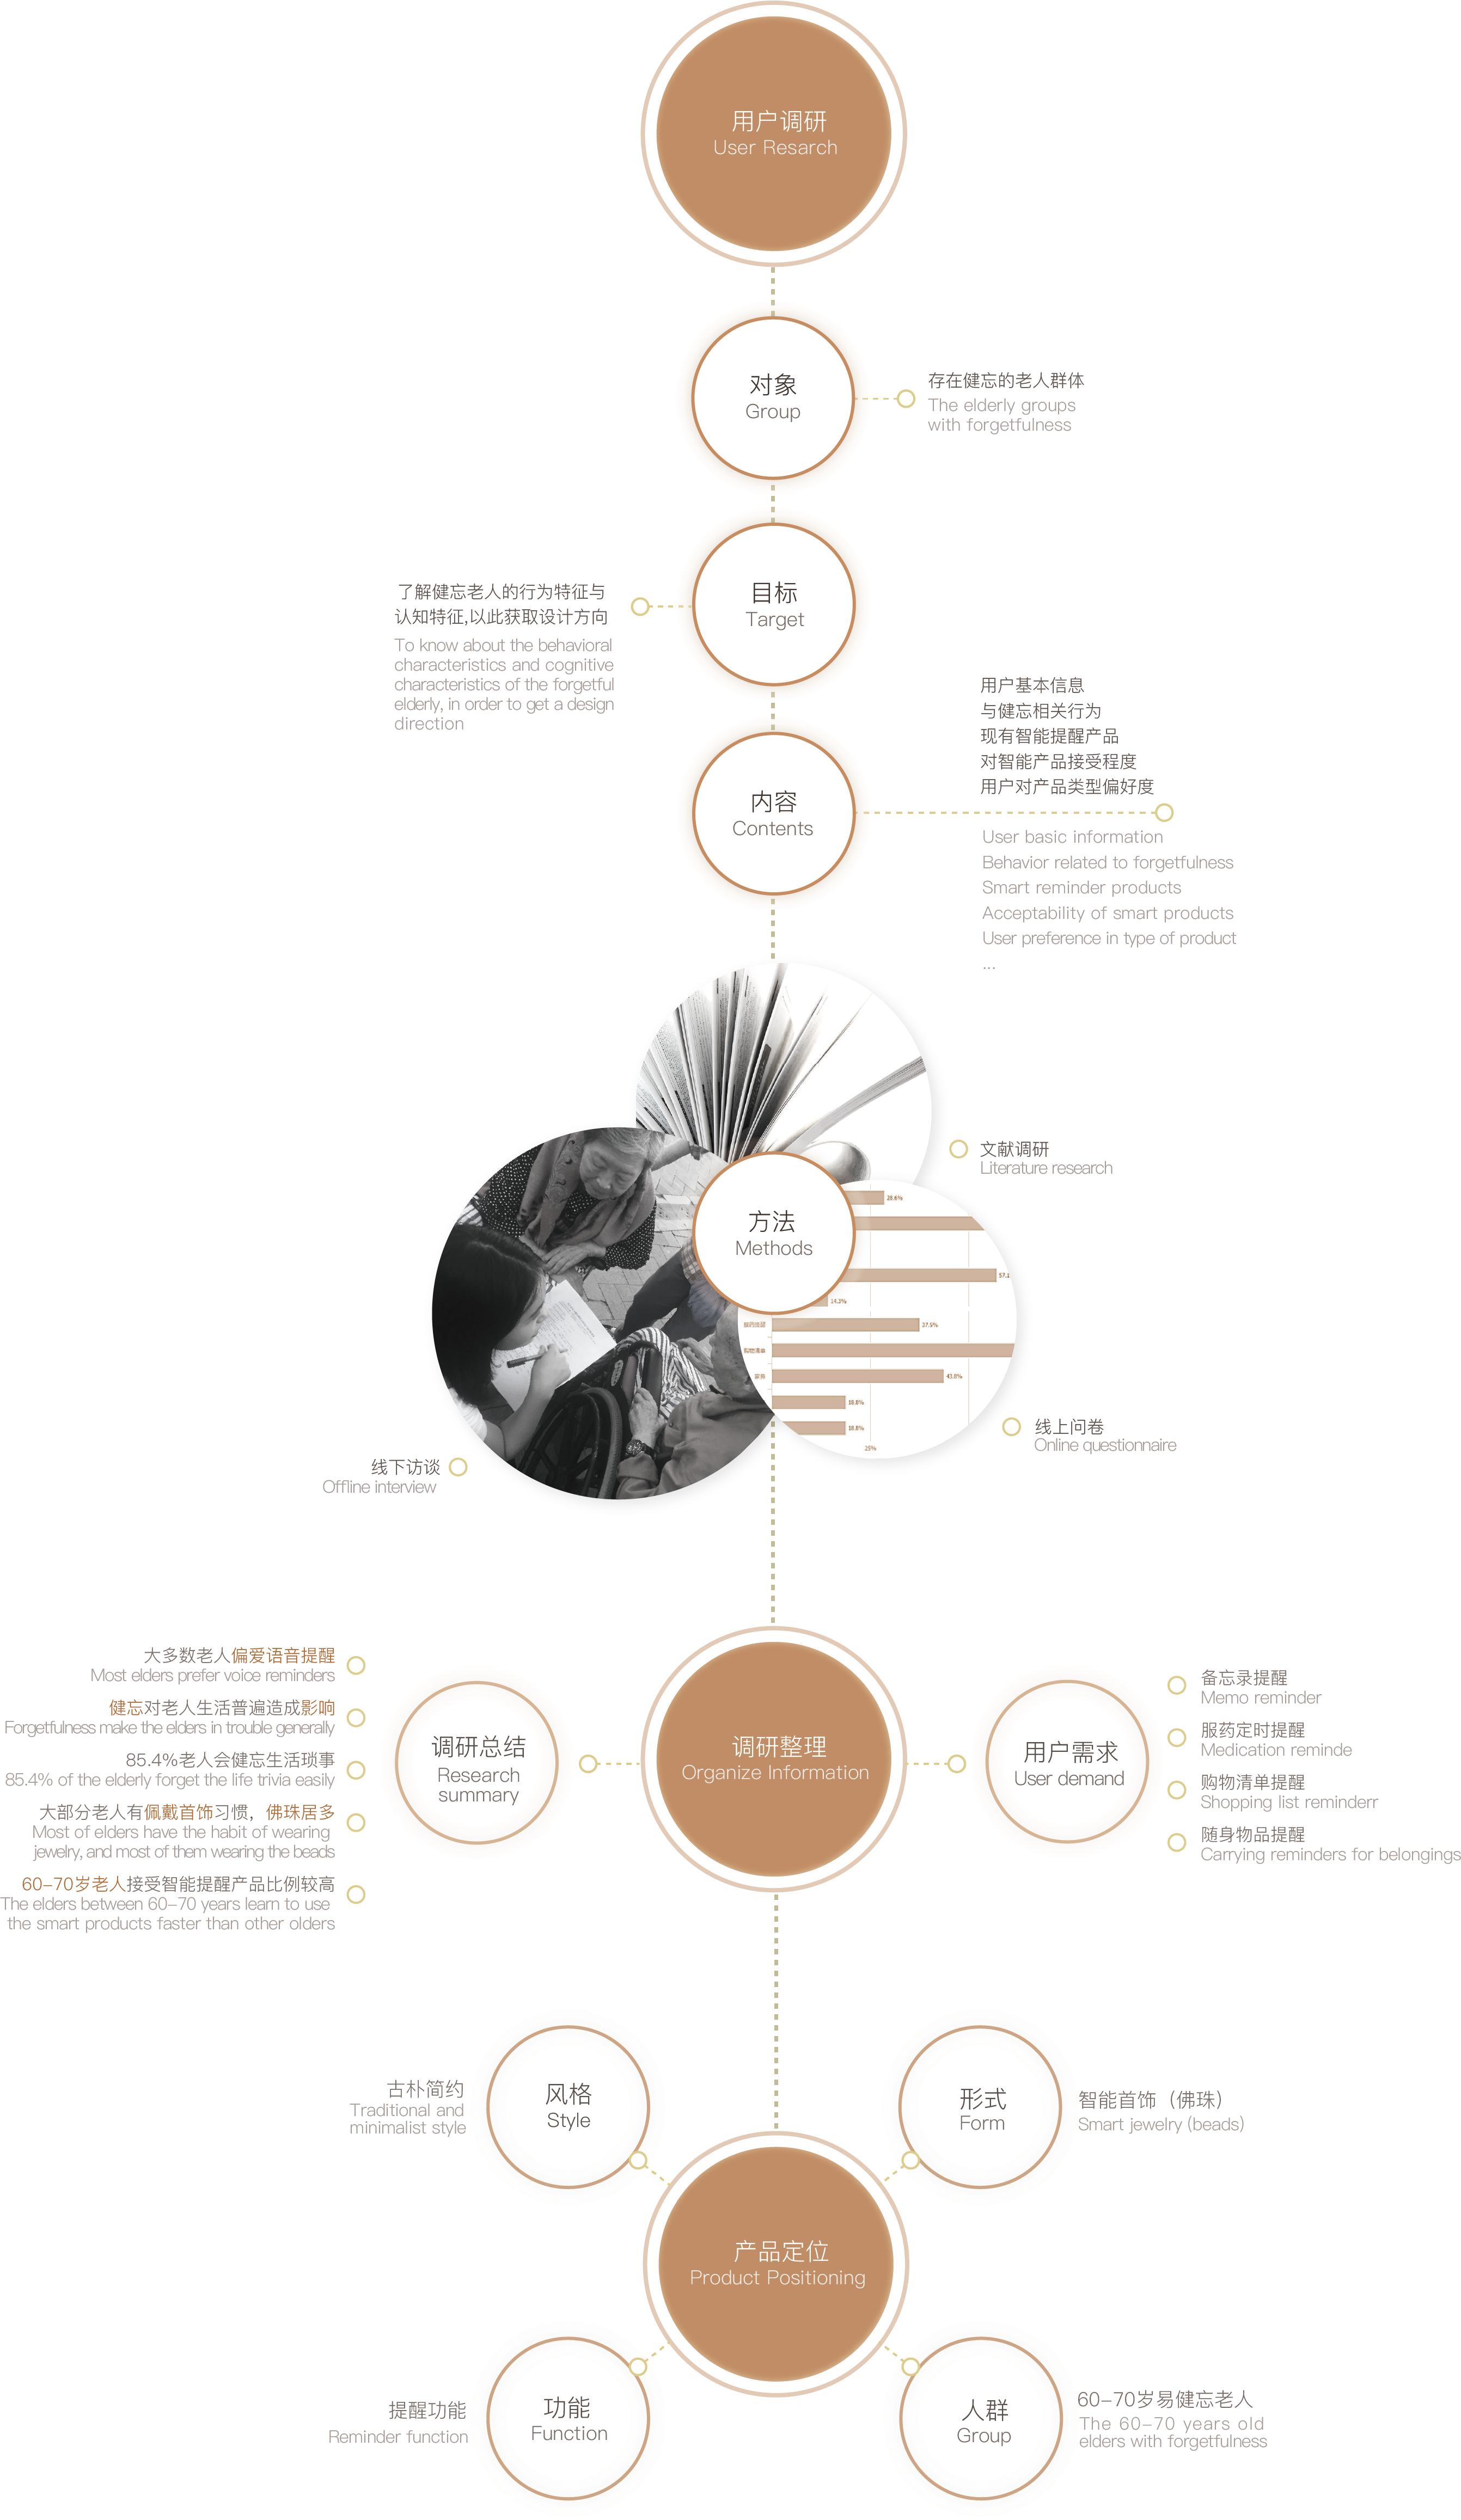 用户调研
User Resarch
对象
Group
存在健忘的老人群体
The elderly groups
with forgetfulness
目标
Target
了解健忘老人的行为特征与
认知特征,以此获取设计方向
To know about the behavioral
characteristics and cognitive
characteristics of the forgetful
elderly, in order to get a design
direction
内容
Contents
用户基本信息
与健忘相关行为
现有智能提醒产品
对智能产品接受程度
用户对产品类型偏好度
User basic information
Behavior related to forgetfulness
Smart reminder products
Acceptability of smart products
User preference in type of product
...
方法
Methods
文献调研
Literature research
28.6%
57.1
14.3%
37.5%
购物清单
43.8%
18.8%
18.8%
25%
线上问卷
Online questionnaire
线下访谈
Offline interview
调研整理
Organize Information
调研总结
Research
summary
大多数老人偏爱语音提醒
Most elders prefer voice reminders
健忘对老人生活普遍造成影响
Forgetfulness make the elders in trouble generally
85.4%老人会健忘生活琐事
85.4% of the elderly forget the life trivia easily
大部分老人有佩戴首饰习惯，佛珠居多
Most of elders have the habit of wearing
jewelry, and most of them wearing the beads
60-70岁老人接受智能提醒产品比例较高
The elders between 60-70 years learn to use
the smart products faster than other olders
用户需求
User demand
备忘录提醒
Memo reminder
服药定时提醒
Medication reminde
购物清单提醒
Shopping list reminderr
随身物品提醒
Carrying reminders for belongings
风格
Style
古朴简约
Traditional and
minimalist style
形式
Form
智能首饰（佛珠）
Smart jewelry (beads)
产品定位
Product Positioning
功能
Function
提醒功能
Reminder function
人群
Group
60-70岁易健忘老人
The 60-70 years old
elders with forgetfulness